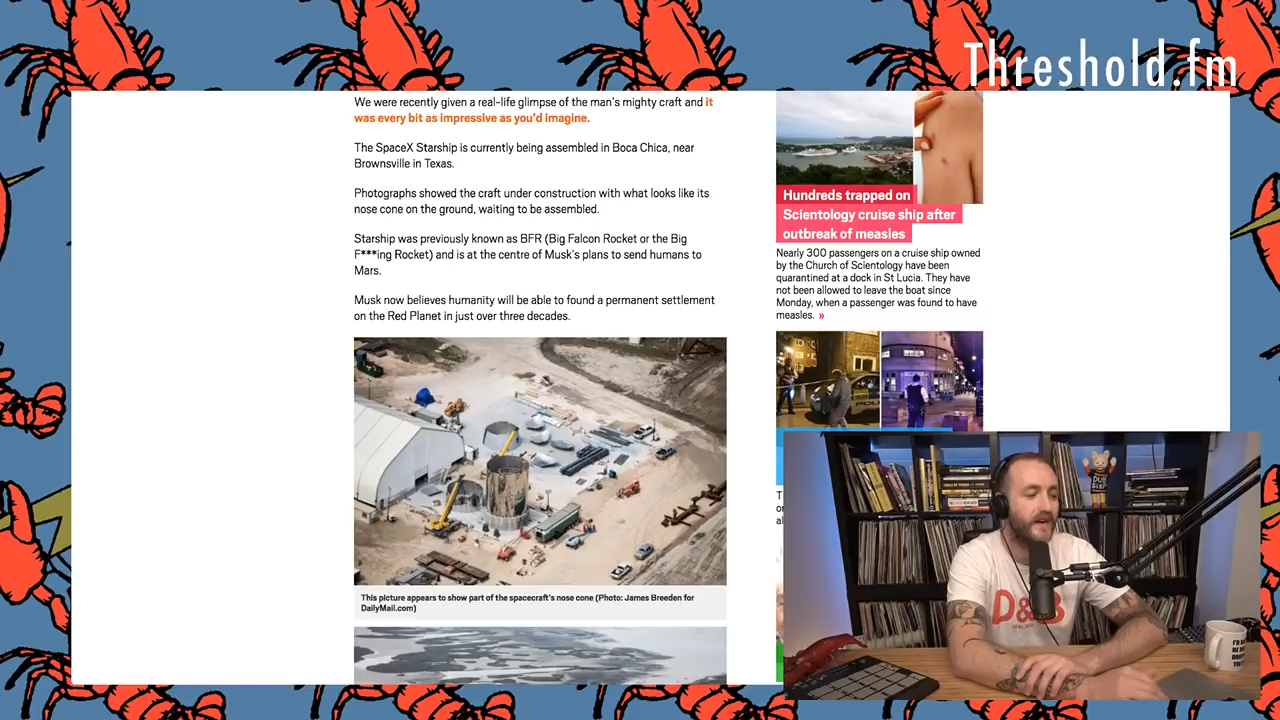 Threshold.fm
We were recently given a real-life glimpse of the man's mighty craft and it
was every bit as impressive as you'd imagine.
The SpaceX Starship is currently being assembled in Boca Chica, near
Brownsville in Texas.
Photographs showed the craft under construction with what looks like its
nose cone on the ground, waiting to be assembled.
Starship was previously known as BFR (Big Falcon Rocket or the Big
F***ing Rocket) and is at the centre of Musk's plans to send humans to
Mars.
Musk now believes humanity will be able to found a permanent settlement
on the Red Planet in just over three decades.
This picture appears to show part of the spacecraft's nose cone (Photo: James Breeden for
DailyMail.com)
Hundreds trapped on
Scientology cruise ship after
outbreak of measles
Nearly 300 passengers on a cruise ship owned
by the Church of Scientology have been
quarantined at a dock in St Lucia. They have
not been allowed to leave the boat since
Monday, when a passenger was found to have
measles. »
D&B